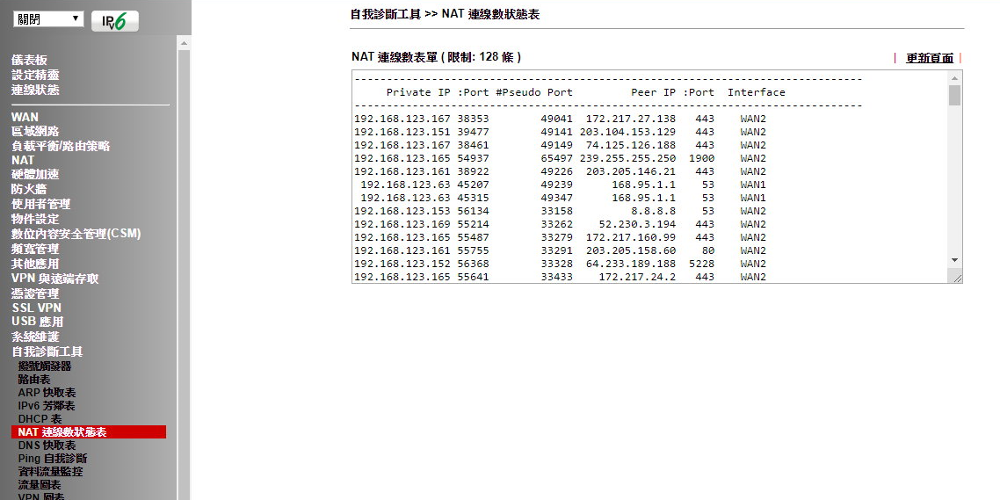 關閉
IPv6
儀表板
設定精靈
連線狀態
WAN
區域網路
負載平衡/路由策略
NAT
硬體加速
防火牆
使用者管理
物件設定
數位內容安全管理(CSM)
頻寬管理
其他應用
VPN 與遠端存取
憑證管理
SSL VPN
USB 應用
系統維護
自我診斷工具
撥號觸發器
路由表
ARP 快取表
IPv6 芳鄰表
DHCP 表
NAT 連線數狀態表
DNS 快取表
Ping 自我診斷
資料流量監控
流量圖表
VPN 圖表
自我診斷工具 >> NAT 連線數狀態表
NAT 連線數表單 ( 限制: 128 條 )
| 更新頁面 |
--------------------------------------------------------------------------------
Private IP :Port #Pseudo Port Peer IP :Port Interface
--------------------------------------------------------------------------------
192.168.123.167 38353 49041 172.217.27.138 443 WAN2
192.168.123.151 39477 49141 203.104.153.129 443 WAN2
192.168.123.167 38461 49149 74.125.126.188 443 WAN2
192.168.123.165 54937 65497 239.255.255.250 1900 WAN2
192.168.123.161 38922 49226 203.205.146.21 443 WAN2
192.168.123.63 45207 49239 168.95.1.1 53 WAN1
192.168.123.63 45315 49347 168.95.1.1 53 WAN1
192.168.123.153 56134 33158 8.8.8.8 53 WAN2
192.168.123.169 55214 33262 52.230.3.194 443 WAN2
192.168.123.165 55487 33279 172.217.160.99 443 WAN2
192.168.123.161 55755 33291 203.205.158.60 80 WAN2
192.168.123.152 56368 33328 64.233.189.188 5228 WAN2
192.168.123.165 55641 33433 172.217.24.2 443 WAN2